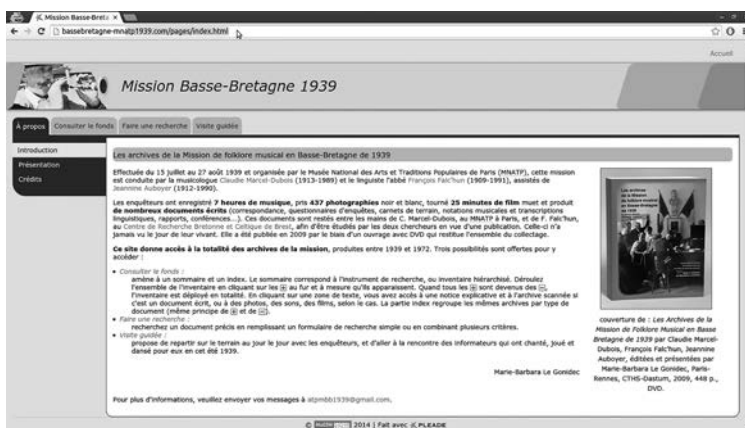 Mission Basse-Breta
bassebretagne-mnatp1939.com/pages/index.html
Accueil
Mission Basse-Bretagne 1939
À propos
Consulter le fonds
Faire une recherche
Visite guidée
Introduction
Présentation
Crédits
Les archives de la Mission de folklore musical en Basse-Bretagne de 1939
Effectuée du 15 juillet au 27 août 1939 et organisée par le Musée National des Arts et Traditions Populaires de Paris (MNATP), cette mission
est conduite par la musicologue Claudie Marcel-Dubois (1913-1989) et le linguiste l'abbé François Falc'hun (1909-1991), assistés de
Jeannine Auboyer (1912-1990).
Les enquêteurs ont enregistré 7 heures de musique, pris 437 photographies noir et blanc, tourné 25 minutes de film muet et produit
de nombreux documents écrits (correspondance, questionnaires d'enquêtes, carnets de terrain, notations musicales et transcriptions
linguistiques, rapports, conférences...). Ces documents sont restés entre les mains de C. Marcel-Dubois, au MNATP à Paris, et de F. Falc'hun,
au Centre de Recherche Bretonne et Celtique de Brest, afin d'être étudiés par les deux chercheurs en vue d'une publication. Celle-ci n'a
jamais vu le jour de leur vivant. Elle a été publiée en 2009 par le biais d'un ouvrage avec DVD qui restitue l'ensemble du collectage.
Ce site donne accès à la totalité des archives de la mission, produites entre 1939 et 1972. Trois possibilités sont offertes pour y
accéder :
• Consulter le fonds :
amène à un sommaire et un index. Le sommaire correspond à l'instrument de recherche, ou inventaire hiérarchisé. Déroulez
l'ensemble de l'inventaire en cliquant sur les [+] au fur et à mesure qu'ils apparaissent. Quand tous les [+] sont devenus des [-],
l'inventaire est déployé en totalité. En cliquant sur une zone de texte, vous avez accès à une notice explicative et à l'archive scannée si
c'est un document écrit, ou à des photos, des sons, des films, selon le cas. La partie index regroupe les mêmes archives par type de
document (même principe de [+] et de [-]).
• Faire une recherche :
recherchez un document précis en remplissant un formulaire de recherche simple ou en combinant plusieurs critères.
• Visite guidée :
propose de repartir sur le terrain au jour le jour avec les enquêteurs, et d'aller à la rencontre des informateurs qui ont chanté, joué et
dansé pour eux en cet été 1939.
Marie-Barbara Le Gonidec
Pour plus d'informations, veuillez envoyer vos messages à atpmbb1939@gmail.com.
Les archives
de la Mission
de folklore musical
en Basse-Bretagne
de 1939
couverture de : Les Archives de la
Mission de Folklore Musical en Basse
Bretagne de 1939 par Claudie Marcel-
Dubois, François Falc'hun, Jeannine
Auboyer, éditées et présentées par
Marie-Barbara Le Gonidec, Paris-
Rennes, CTHS-Dastum, 2009, 448 p.,
DVD.
2014 | Fait avec PLEADE